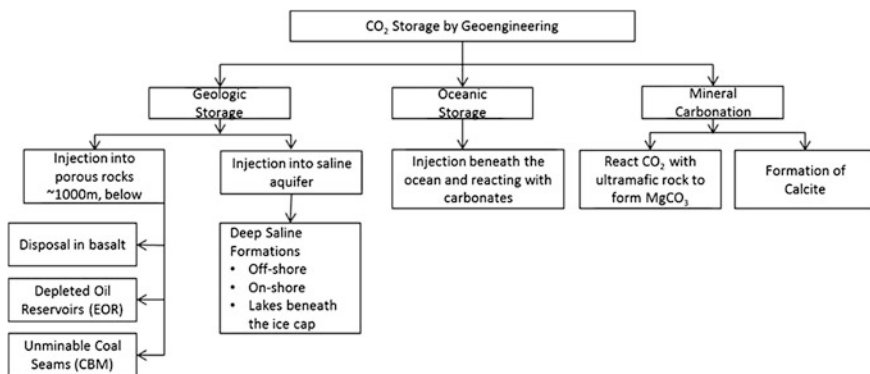 CO₂ Storage by Geoengineering
Geologic
Storage
Oceanic
Storage
Mineral
Carbonation
Injection into
porous rocks
~1000m, below
Injection into saline
aquifer
Injection beneath the
ocean and reacting with
carbonates
React CO₂ with
ultramafic rock to
form MgCO₃
Formation of
Calcite
Disposal in basalt
Depleted Oil
Reservoirs (EOR)
Unminable Coal
Seams (CBM)
Deep Saline
Formations
• Off-shore
• On-shore
• Lakes beneath
the ice cap